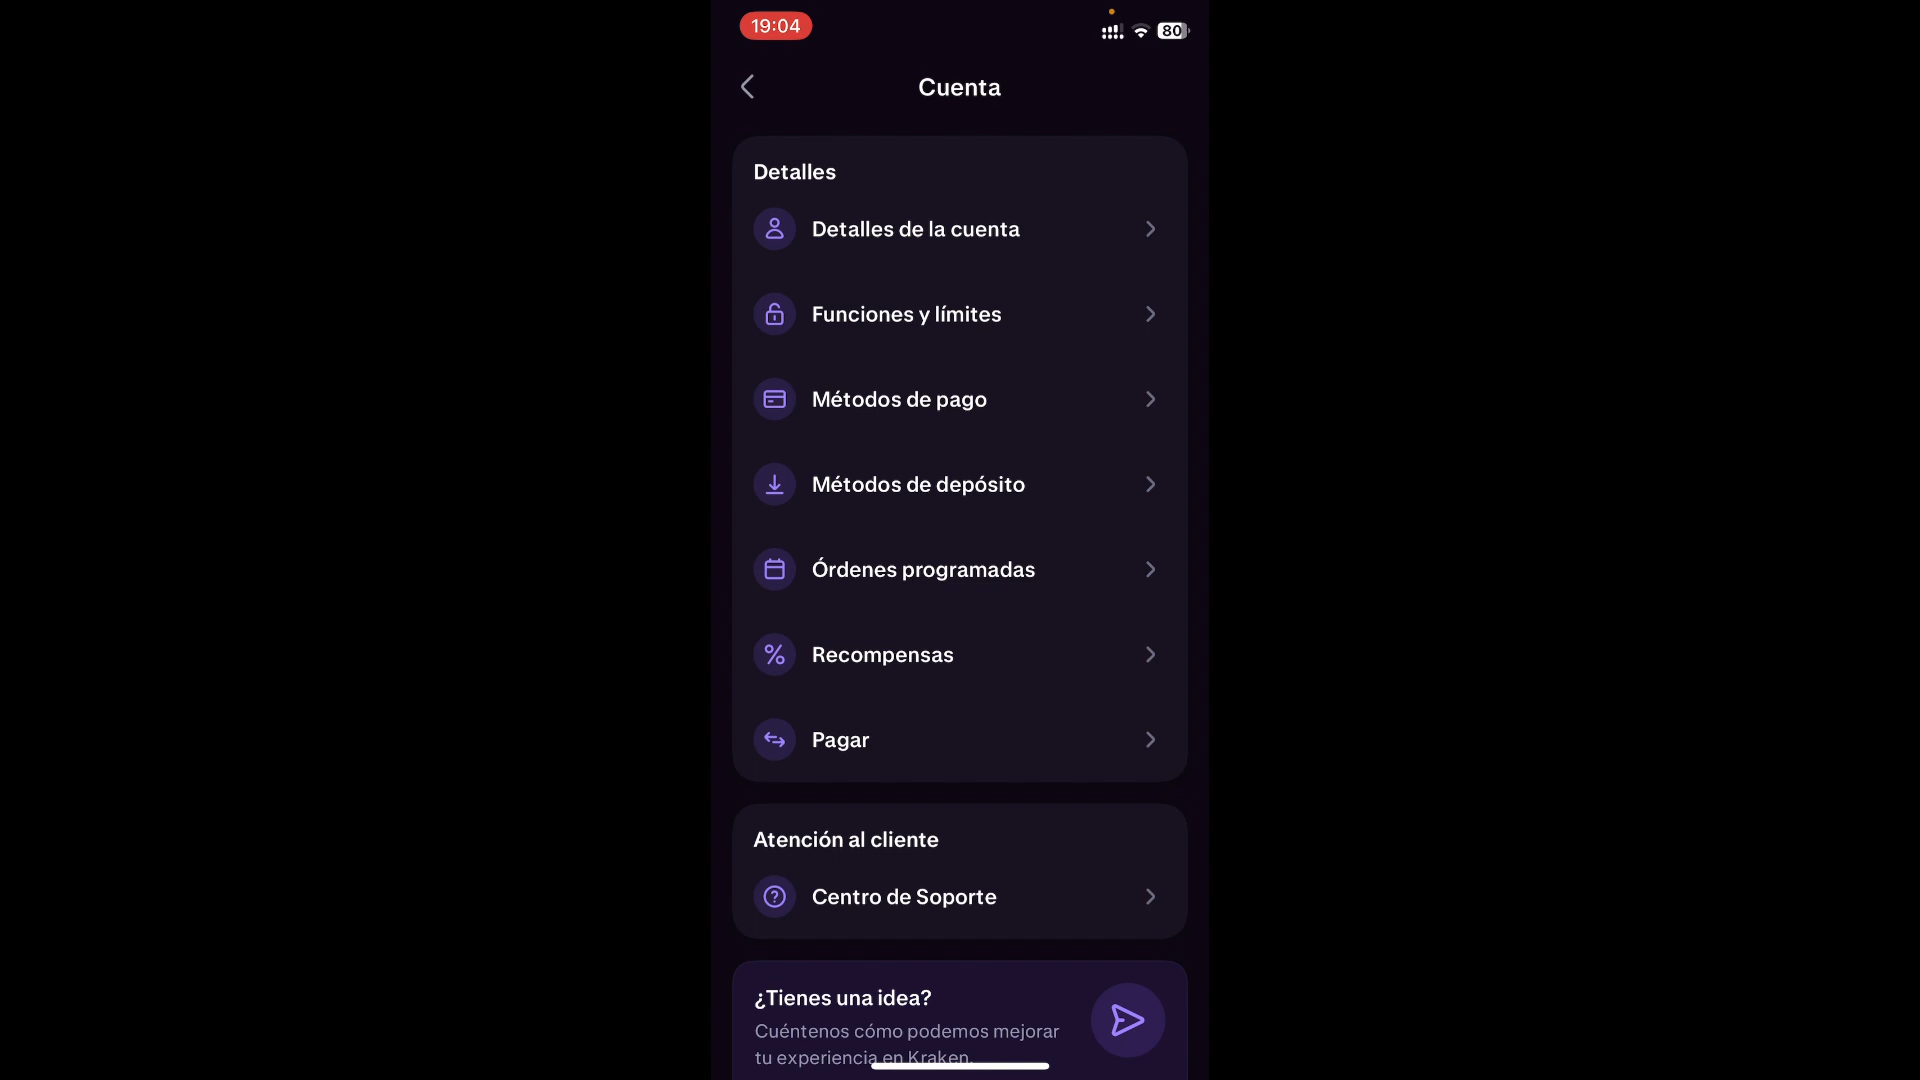 19:04
80
Cuenta
Detalles
Detalles de la cuenta
Funciones y límites
Métodos de pago
Métodos de depósito
Órdenes programadas
Recompensas
Pagar
Atención al cliente
Centro de Soporte
¿Tienes una idea?
Cuéntenos cómo podemos mejorar
tu experiencia en Kraken.